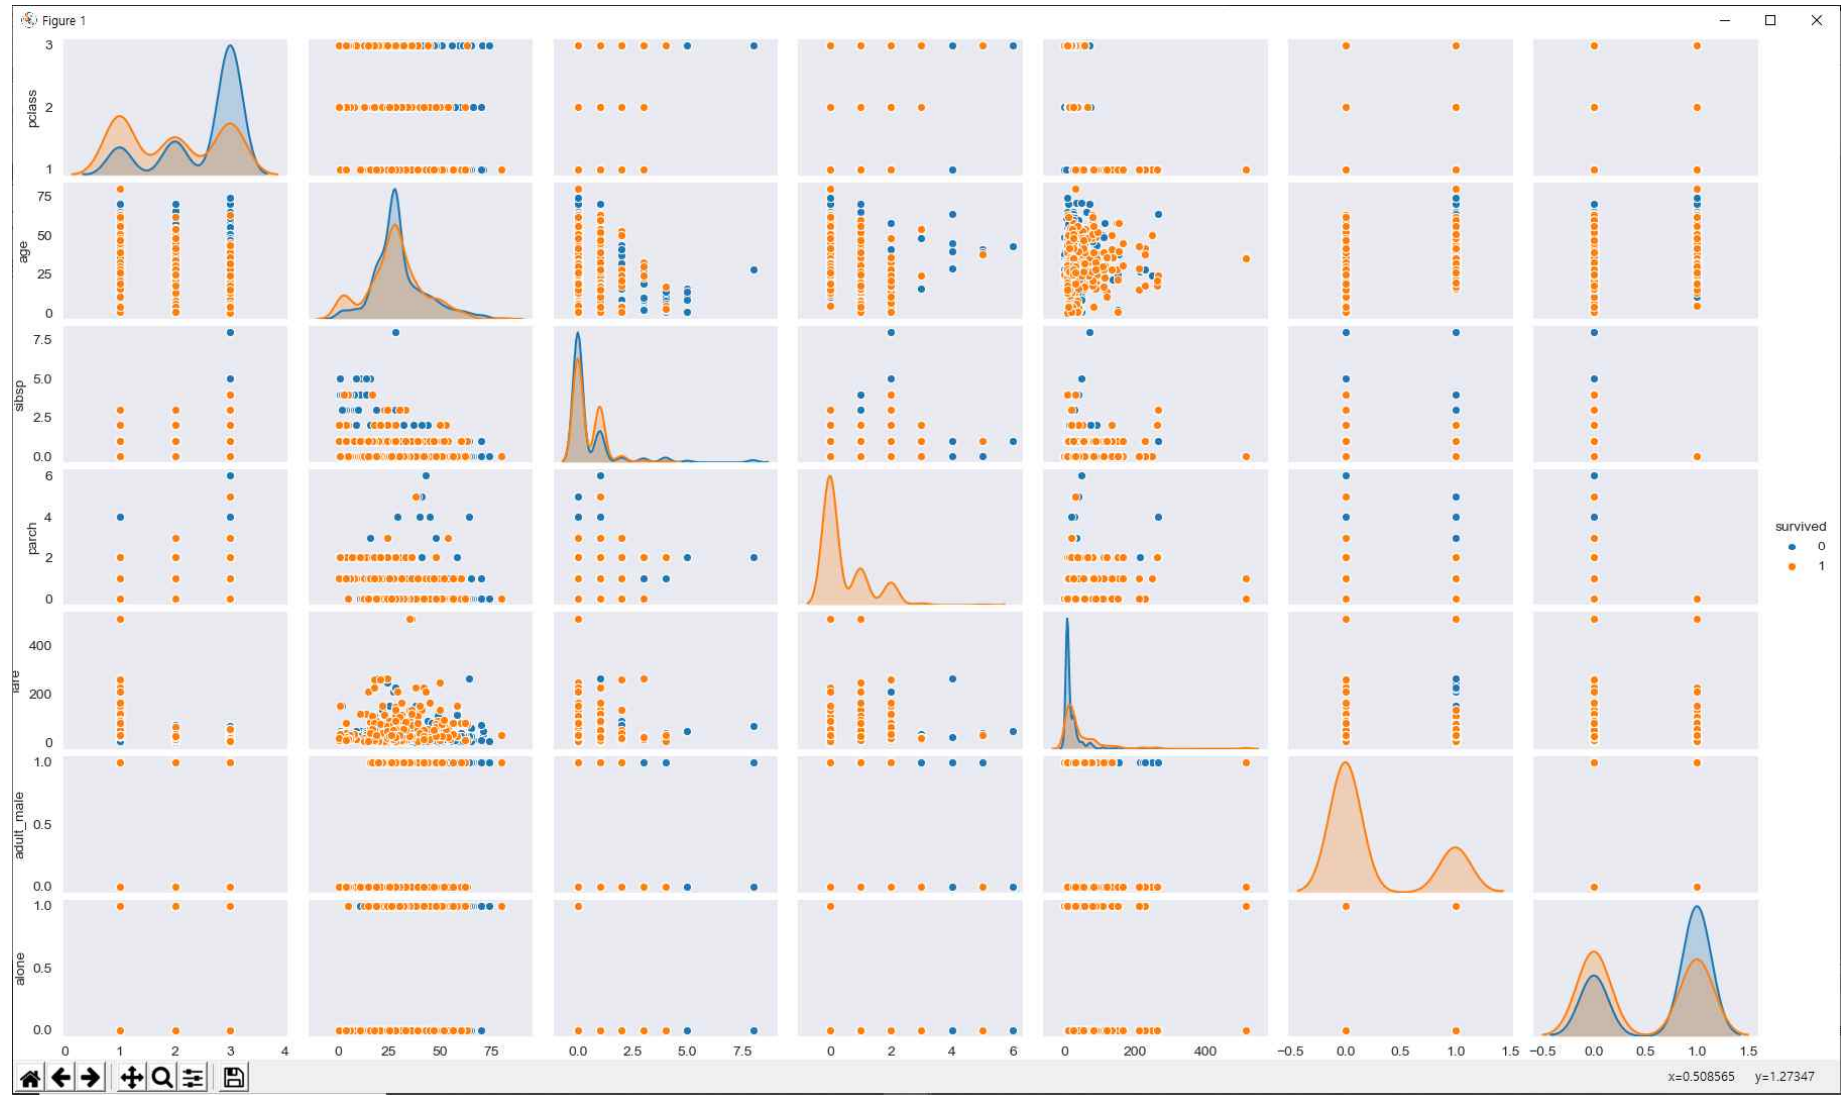 Figure 1
3
2
1
pclass
75
50
25
0
age
7.5
5.0
2.5
0.0
sibsp
6
4
2
0
parch
400
200
0
fare
1.0
0.5
0.0
adult_male
1.0
0.5
0.0
alone
0 1 2 3 4
0 25 50 75
0.0 2.5 5.0 7.5
0 2 4 6
0 200 400
−0.5 0.0 0.5 1.0 1.5
−0.5 0.0 0.5 1.0 1.5
survived
0
1
x=0.508565 y=1.27347